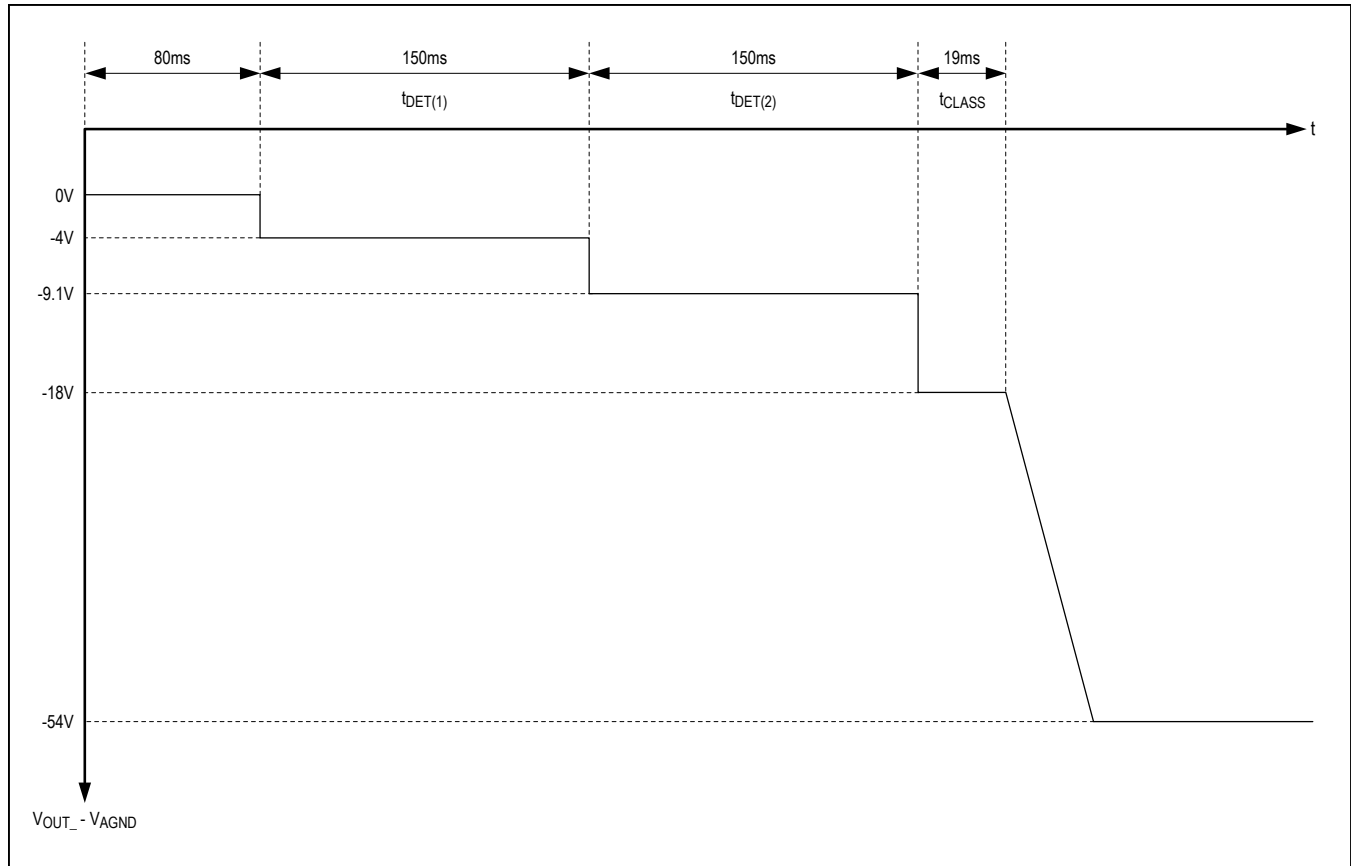 80ms
150ms
150ms
19ms
tDET(1)
tDET(2)
tCLASS
t
0V
-4V
-9.1V
-18V
-54V
VOUT_ - VAGND